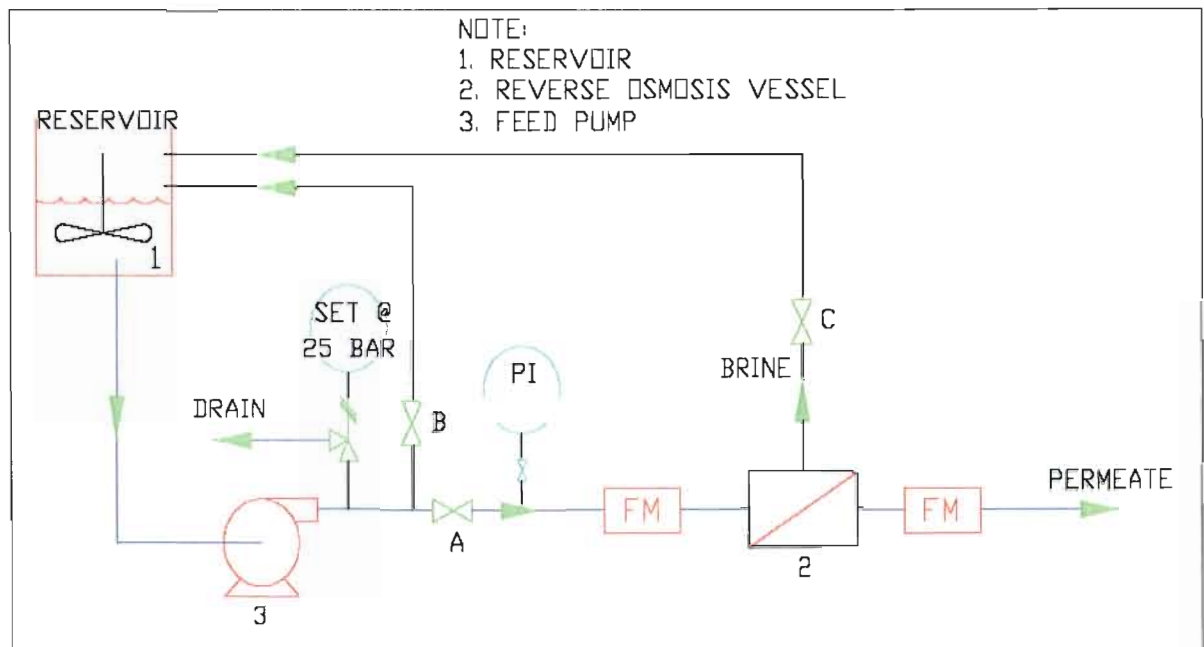 NOTE:
1. RESERVOIR
2. REVERSE OSMOSIS VESSEL
3. FEED PUMP
RESERVOIR
1
SET @
25 BAR
PI
C
BRINE
DRAIN
B
PERMEATE
FM
FM
A
2
3